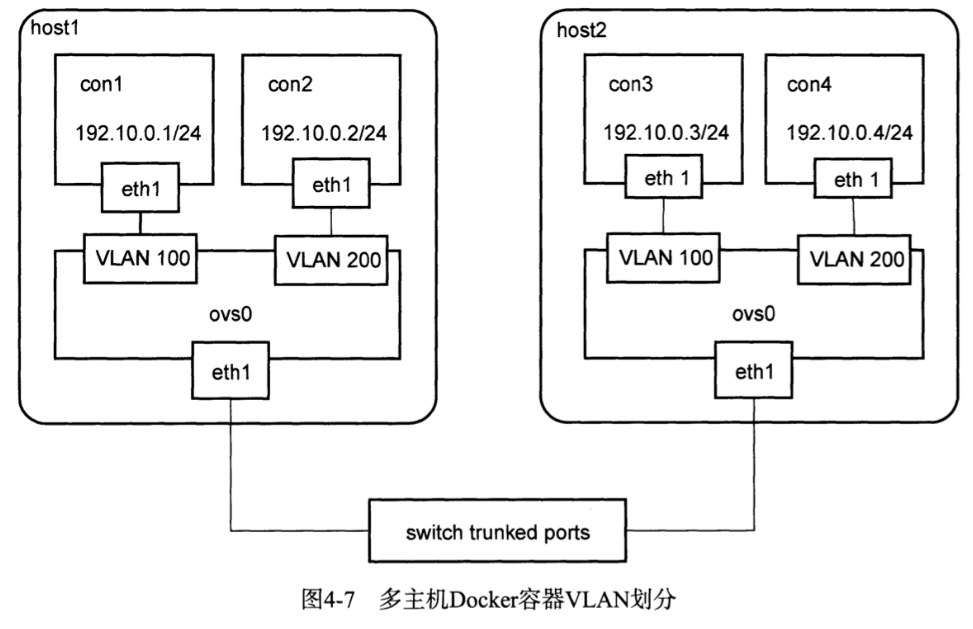 host1
con1
192.10.0.1/24
eth1
con2
192.10.0.2/24
eth1
VLAN 100
VLAN 200
ovs0
eth1
host2
con3
192.10.0.3/24
eth 1
con4
192.10.0.4/24
eth 1
VLAN 100
VLAN 200
ovs0
eth1
switch trunked ports
图4-7 多主机Docker容器VLAN划分